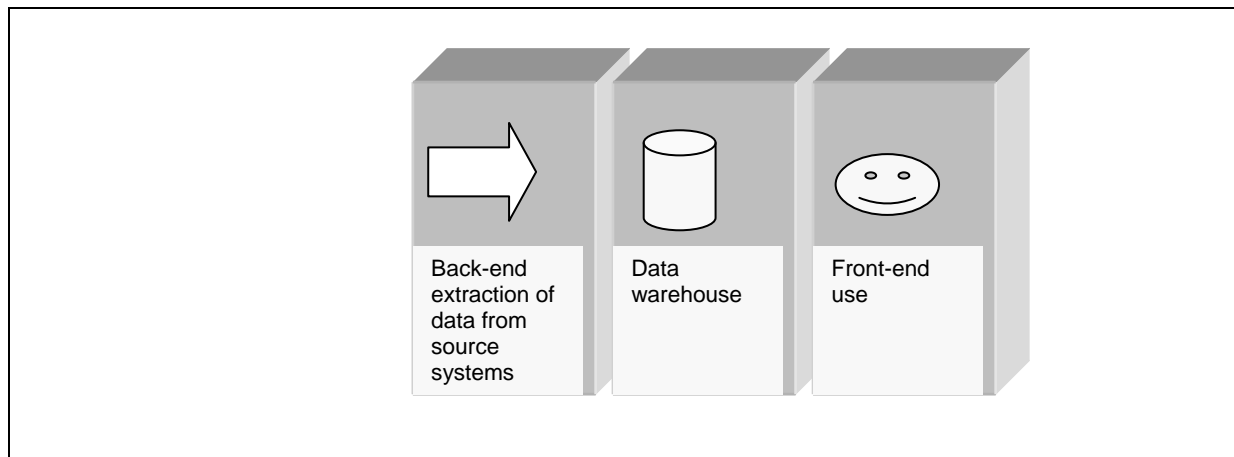 Back-end
extraction of
data from
source
systems
Data
warehouse
Front-end
use